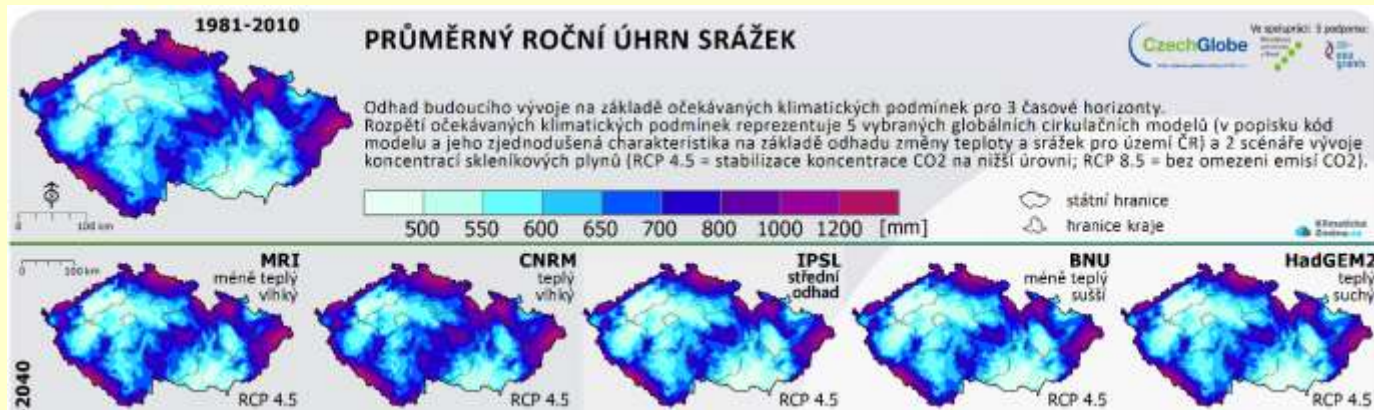 1981-2010
PRŮMĚRNÝ ROČNÍ ÚHRN SRÁŽEK
CzechGlobe
Ve spolupráci:
S podporou:
Odhad budoucího vývoje na základě očekávaných klimatických podmínek pro 3 časové horizonty.
Rozpětí očekávaných klimatických podmínek reprezentuje 5 vybraných globálních cirkulačních modelů (v popisku kód
modelu a jeho zjednodušená charakteristika na základě odhadu změny teploty a srážek pro území ČR) a 2 scénáře vývoje
koncentrací skleníkových plynů (RCP 4.5 = stabilizace koncentrace CO2 na nižší úrovni; RCP 8.5 = bez omezení emisí CO2).
0 100 km
500 550 600 650 700 800 1000 1200 [mm]
státní hranice
hranice kraje
0 100 km
MRI
méně teplý
vlhký
RCP 4.5
CNRM
teplý
vlhký
RCP 4.5
IPSL
střední
odhad
RCP 4.5
BNU
méně teplý
sušší
RCP 4.5
HadGEM2
teplý
suchý
RCP 4.5
2040